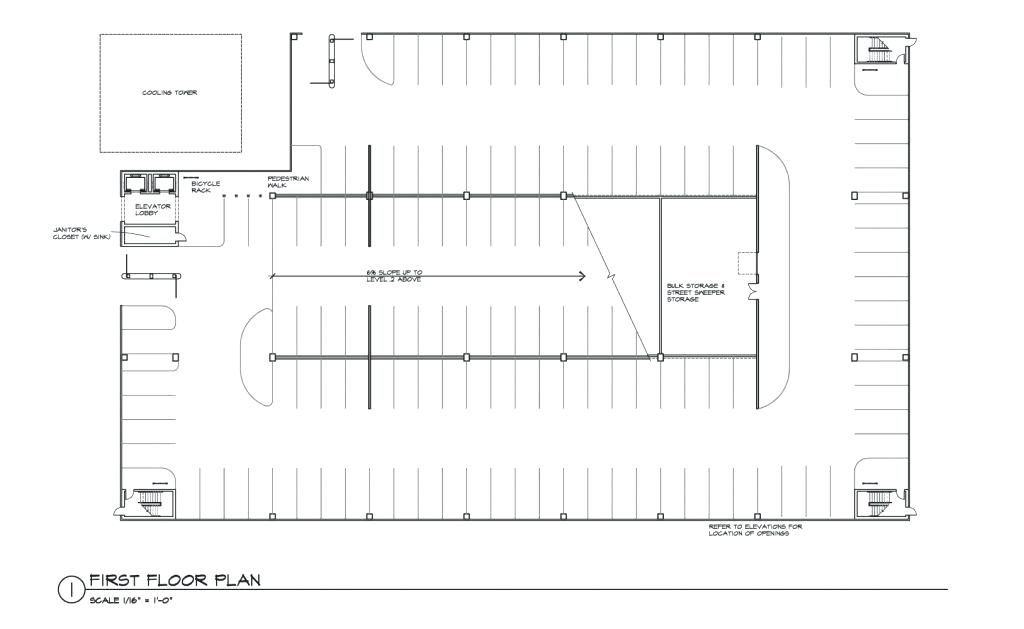 COOLING TOWER
BICYCLE
RACK
PEDESTRIAN
WALK
ELEVATOR
LOBBY
JANITOR'S
CLOSET (W/ SINK)
6% SLOPE UP TO
LEVEL 2 ABOVE
BULK STORAGE &
STREET SWEEPER
STORAGE
REFER TO ELEVATIONS FOR
LOCATION OF OPENINGS
1 FIRST FLOOR PLAN
SCALE 1/16" = 1'-0"